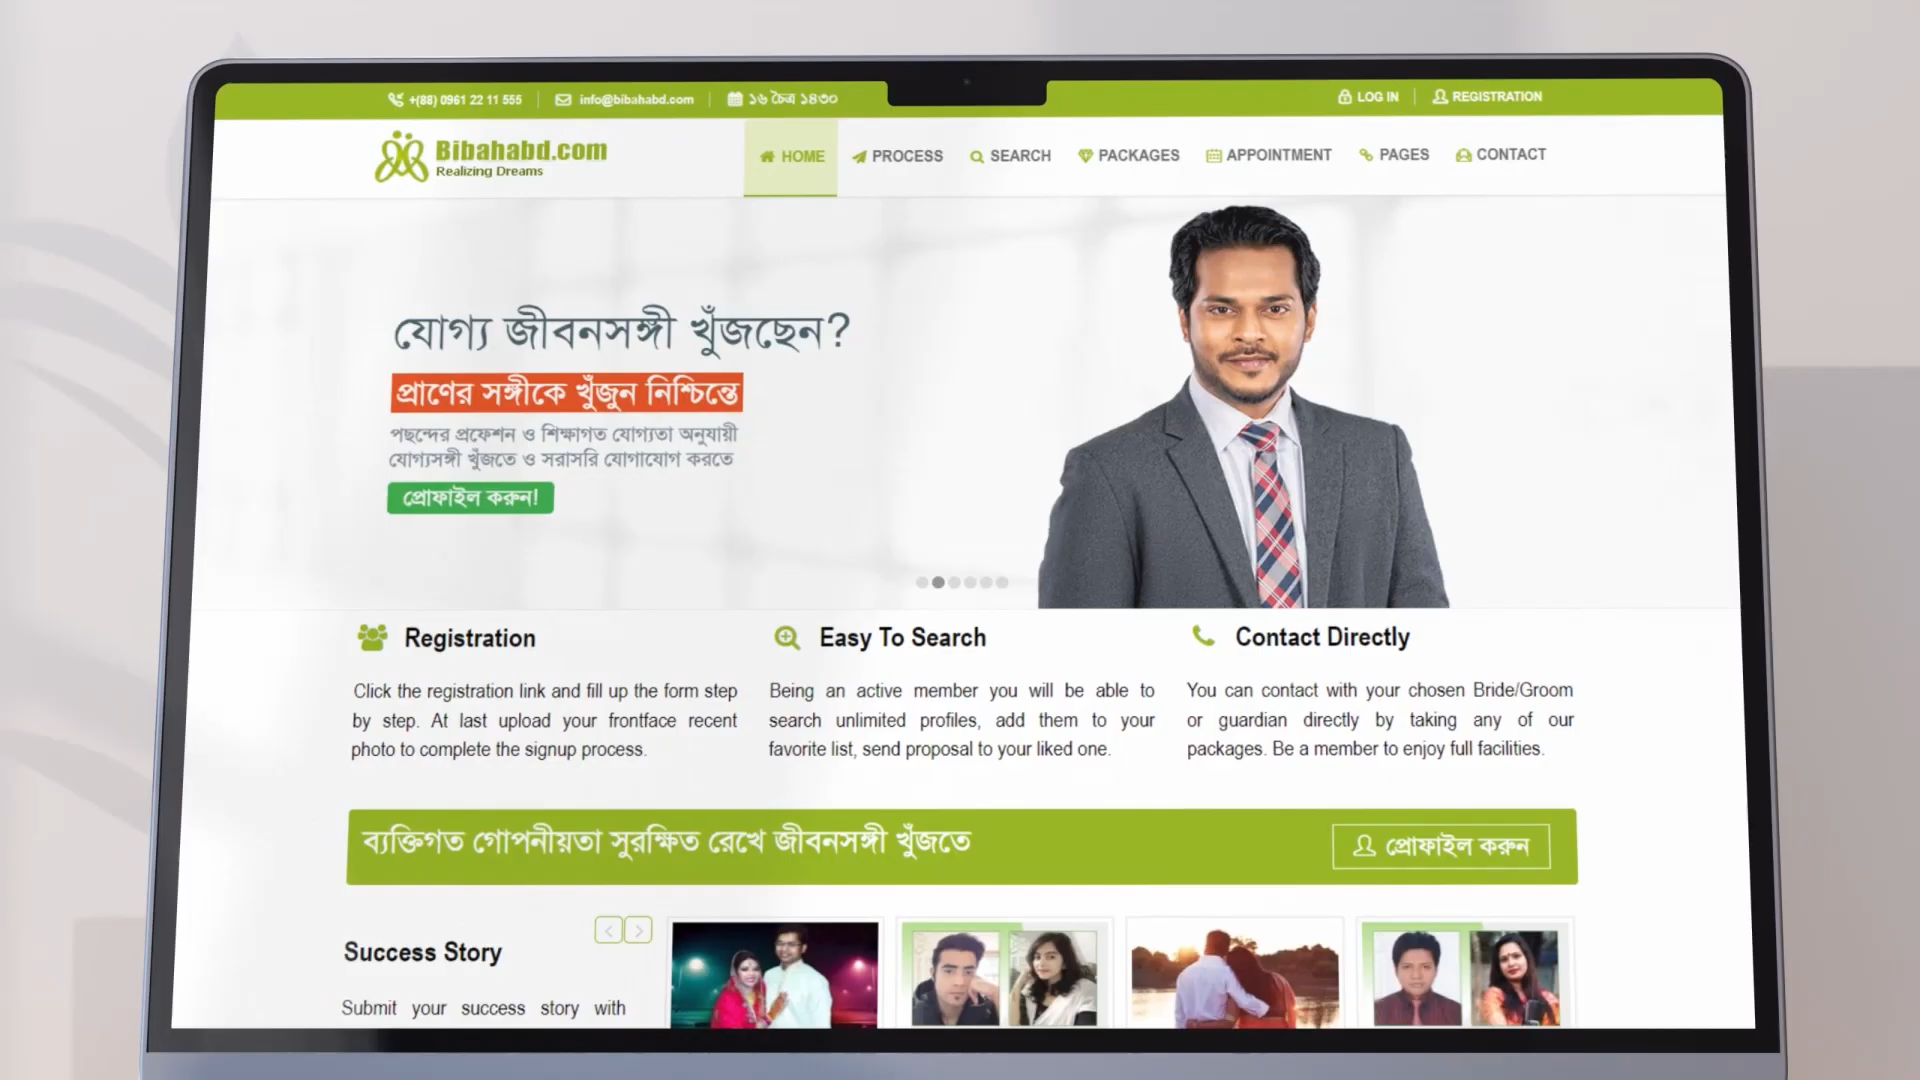 +(88) 0961 22 11 555
info@bibahabd.com
১৬ চৈত্র ১৪৩০
LOG IN
REGISTRATION
Bibahabd.com
Realizing Dreams
HOME
PROCESS
SEARCH
PACKAGES
APPOINTMENT
PAGES
CONTACT
যোগ্য জীবনসঙ্গী খুঁজছেন?
প্রাণের সঙ্গীকে খুঁজুন নিশ্চিন্তে
পছন্দের প্রফেশন ও শিক্ষাগত যোগ্যতা অনুযায়ী
যোগ্যসঙ্গী খুঁজতে ও সরাসরি যোগাযোগ করতে
প্রোফাইল করুন!
Registration
Click the registration link and fill up the form step
by step. At last upload your frontface recent
photo to complete the signup process.
Easy To Search
Being an active member you will be able to
search unlimited profiles, add them to your
favorite list, send proposal to your liked one.
Contact Directly
You can contact with your chosen Bride/Groom
or guardian directly by taking any of our
packages. Be a member to enjoy full facilities.
ব্যক্তিগত গোপনীয়তা সুরক্ষিত রেখে জীবনসঙ্গী খুঁজতে
প্রোফাইল করুন
Success Story
Submit your success story with